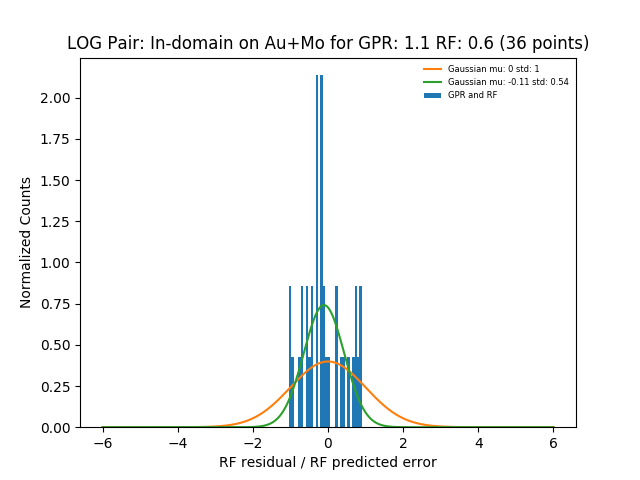 LOG Pair: In-domain on Au+Mo for GPR: 1.1 RF: 0.6 (36 points)
Gaussian mu: 0 std: 1
Gaussian mu: -0.11 std: 0.54
GPR and RF
Normalized Counts
2.00
1.75
1.50
1.25
1.00
0.75
0.50
0.25
0.00
−6 −4 −2 0 2 4 6
RF residual / RF predicted error